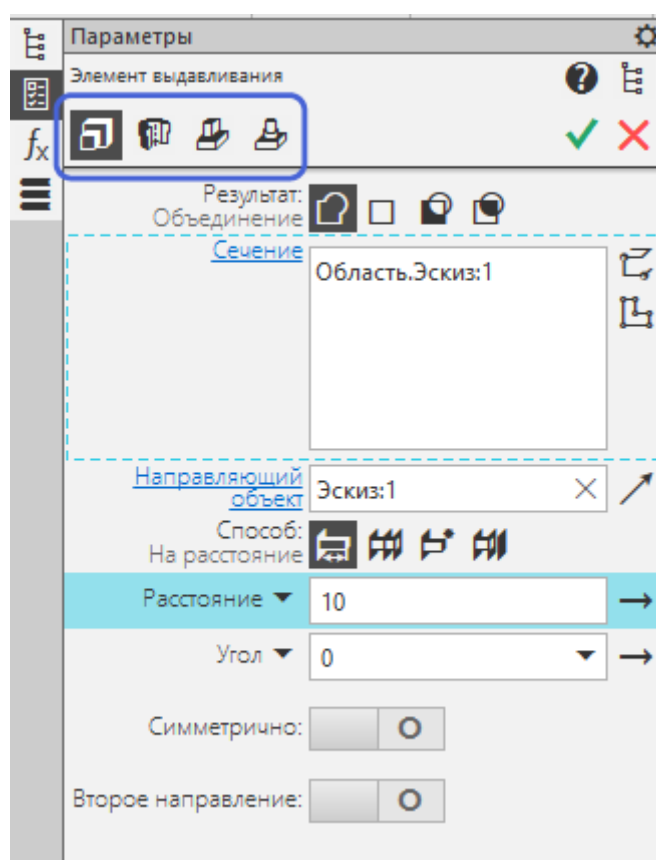 Параметры
Элемент выдавливания
fx
Результат:
Объединение
Сечение
Область.Эскиз:1
Направляющий
объект
Эскиз:1
Способ:
На расстояние
Расстояние
10
Угол
0
Симметрично:
Второе направление: